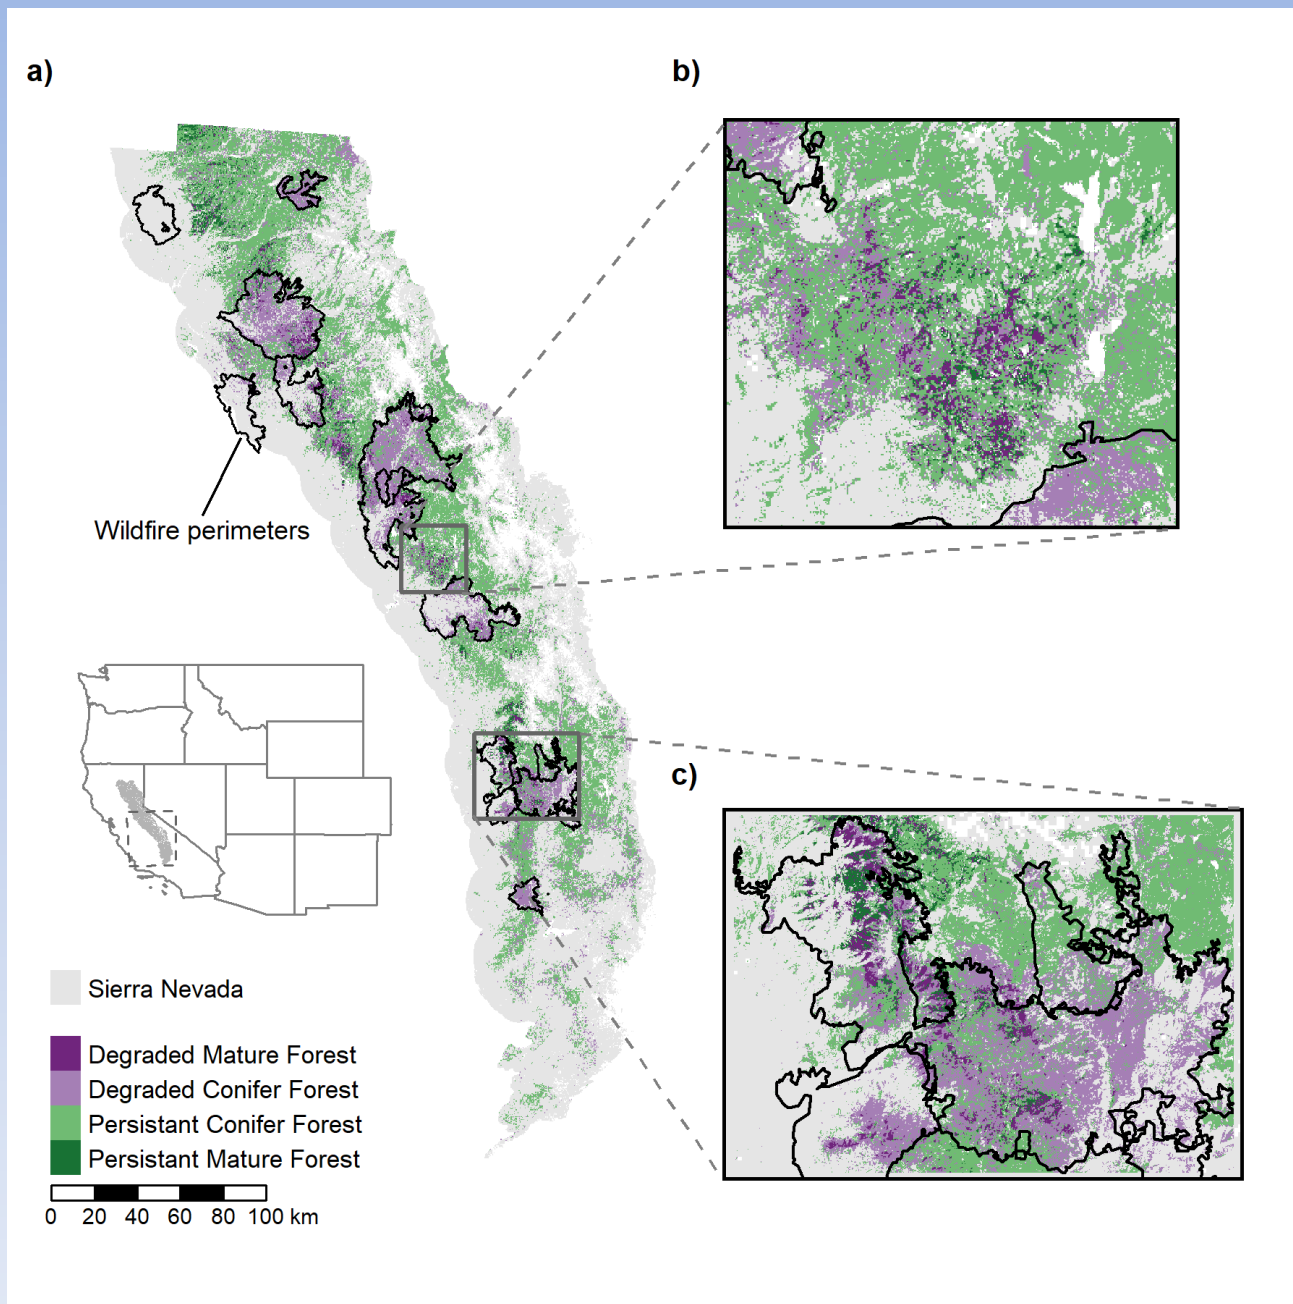 a)
b)
Wildfire perimeters
c)
Sierra Nevada
Degraded Mature Forest
Degraded Conifer Forest
Persistant Conifer Forest
Persistant Mature Forest
0 20 40 60 80 100 km